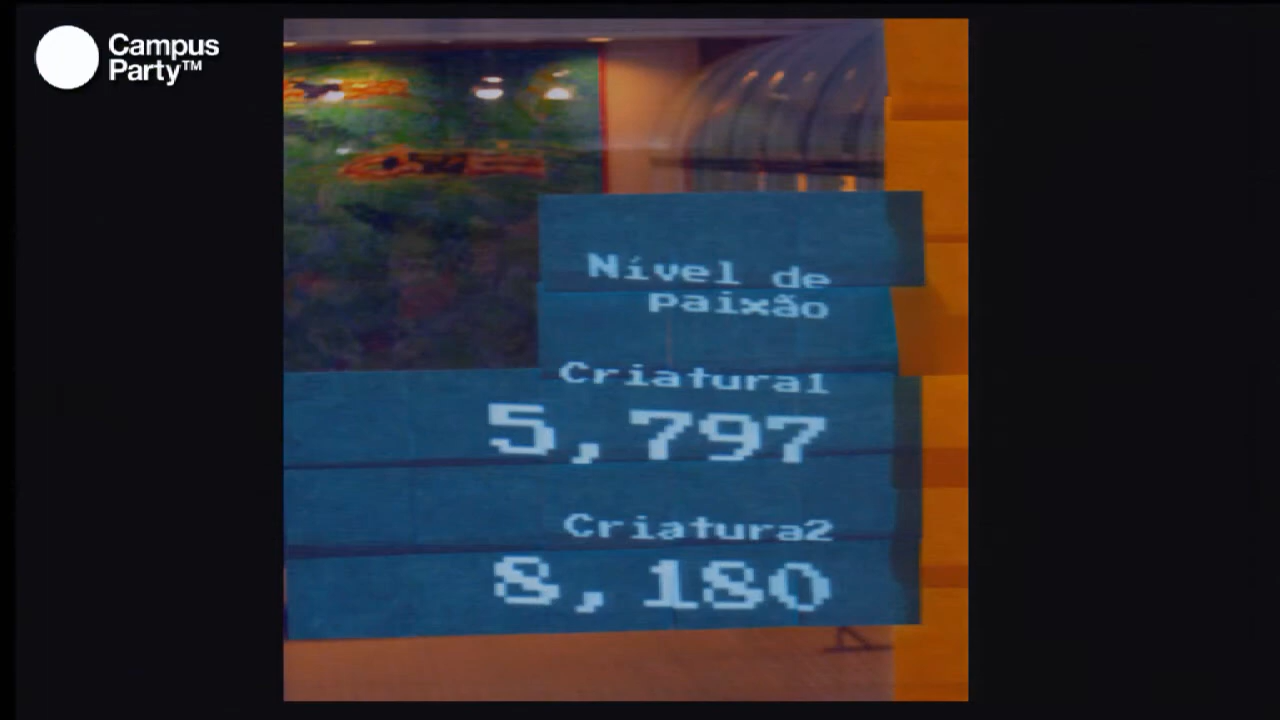 Campus
Party™
Nível de
paixão
Criatura1
5,797
Criatura2
8,180